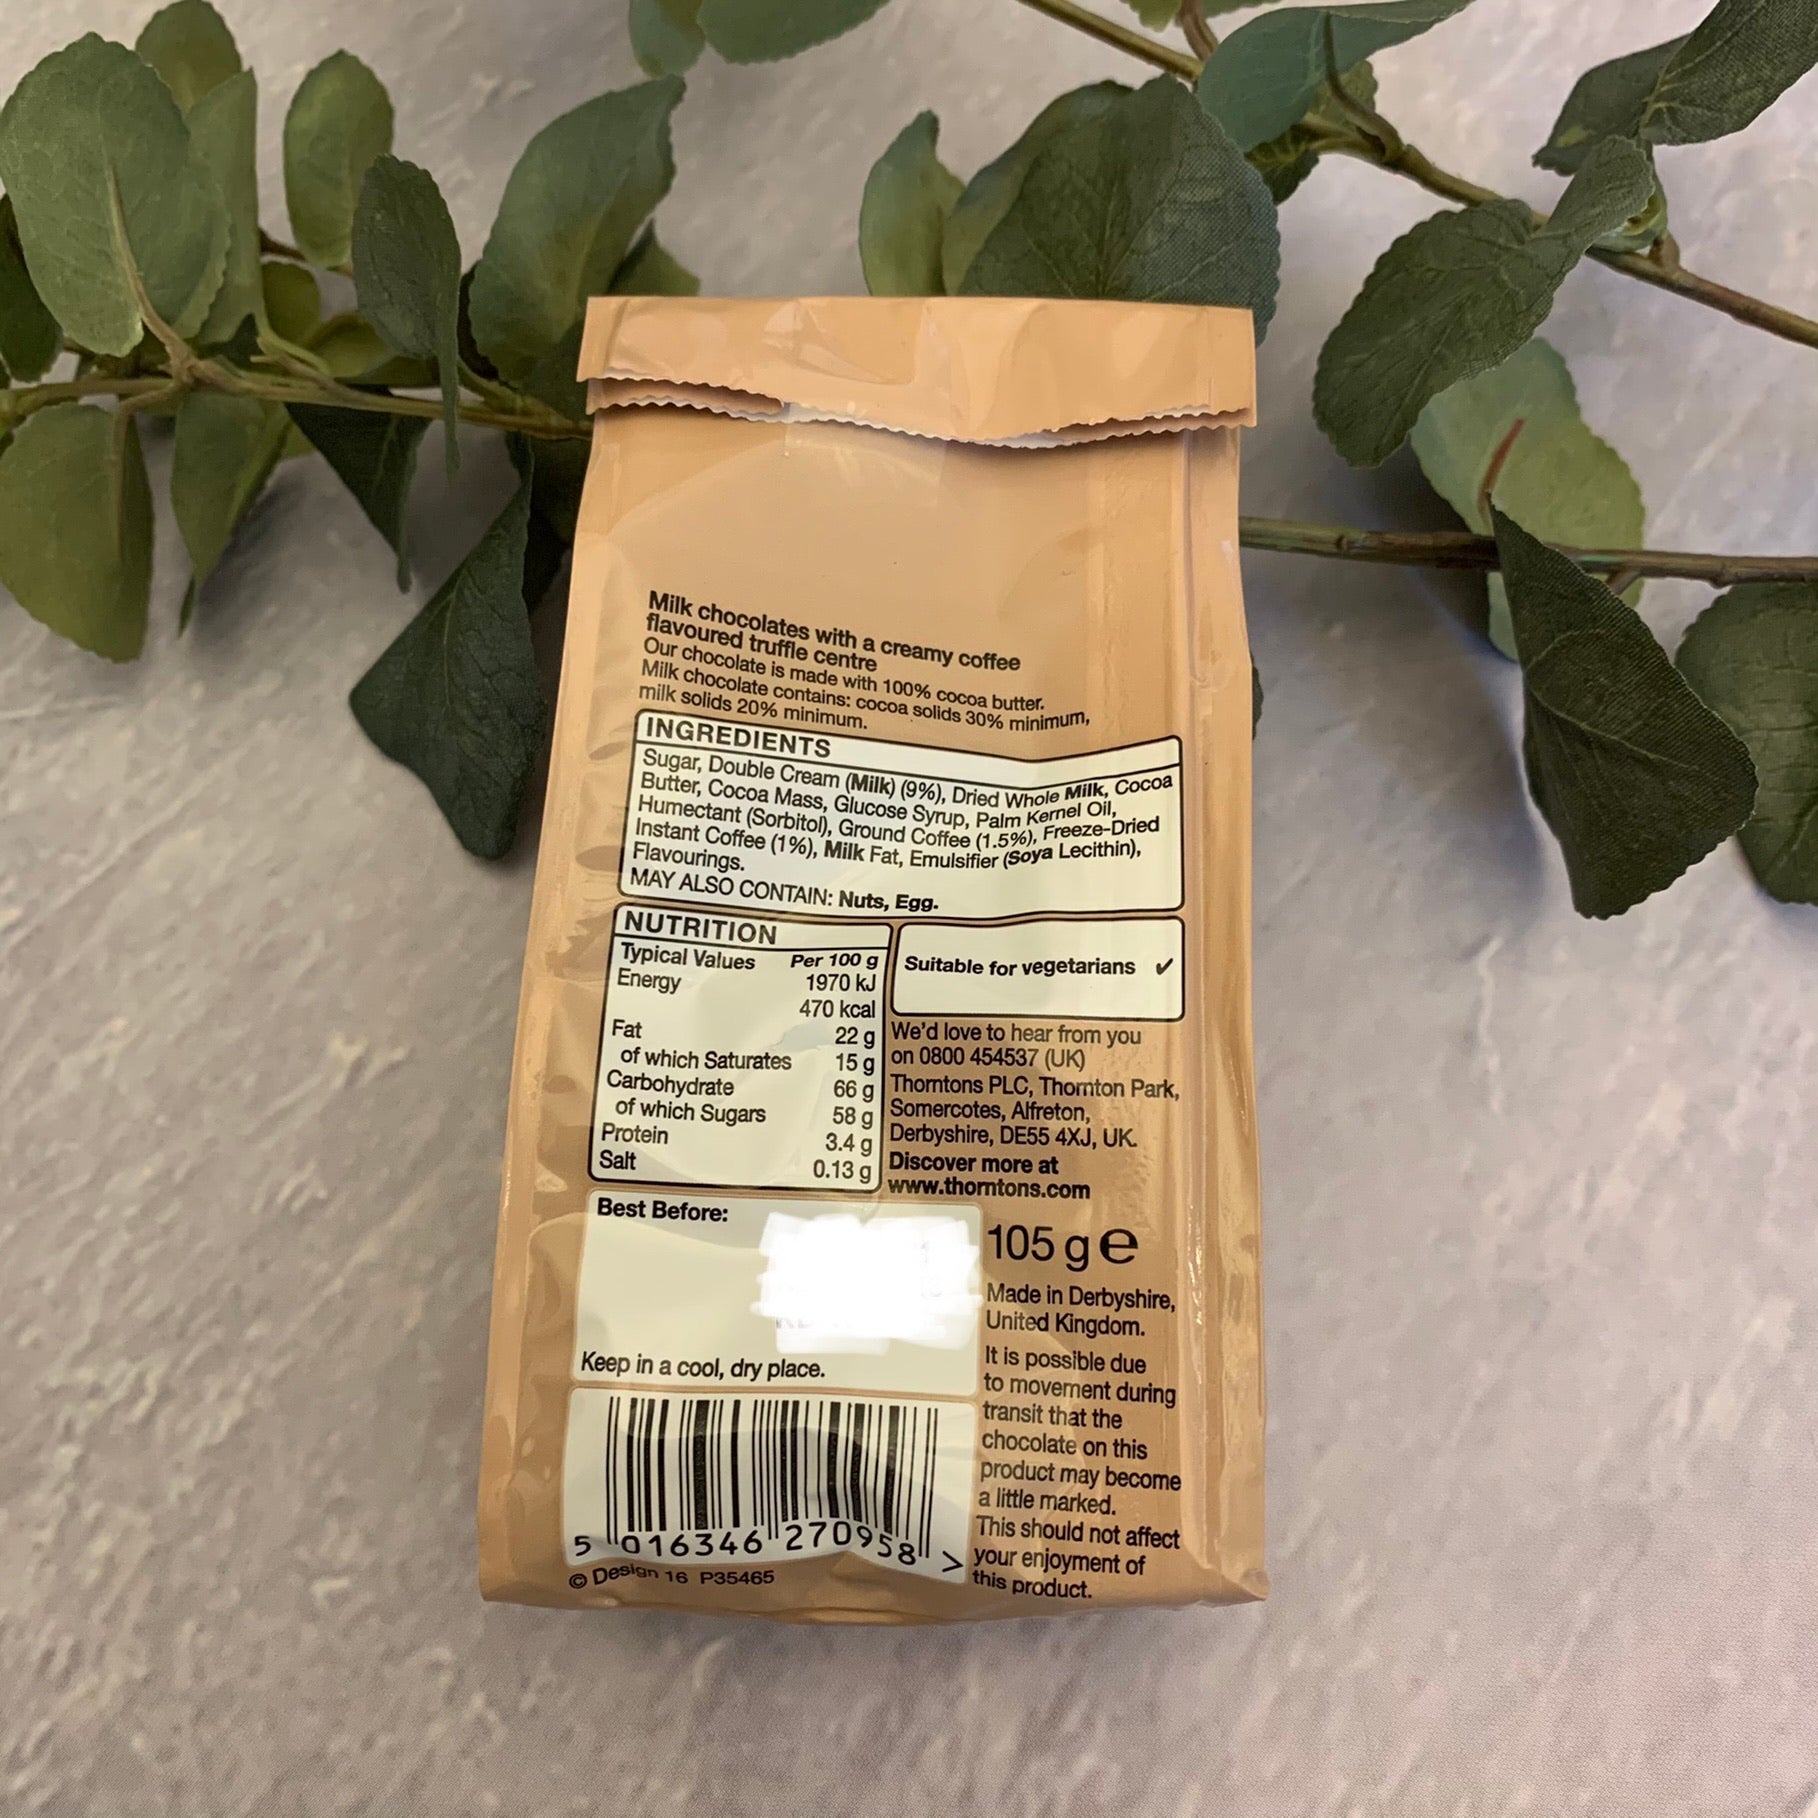 Milk chocolates with a creamy coffee
flavoured truffle centre
Our chocolate is made with 100% cocoa butter.
Milk chocolate contains: cocoa solids 30% minimum,
milk solids 20% minimum.
INGREDIENTS
Sugar, Double Cream (Milk) (9%), Dried Whole Milk, Cocoa
Butter, Cocoa Mass, Glucose Syrup, Palm Kernel Oil,
Humectant (Sorbitol), Ground Coffee (1.5%), Freeze-Dried
Instant Coffee (1%), Milk Fat, Emulsifier (Soya Lecithin),
Flavourings.
MAY ALSO CONTAIN: Nuts, Egg.
NUTRITION
Typical Values Per 100 g
Energy 1970 kJ
470 kcal
Fat 22 g
of which Saturates 15 g
Carbohydrate 66 g
of which Sugars 58 g
Protein 3.4 g
Salt 0.13 g
Suitable for vegetarians ✓
We'd love to hear from you
on 0800 454537 (UK)
Thorntons PLC, Thornton Park,
Somercotes, Alfreton,
Derbyshire, DE55 4XJ, UK.
Discover more at
www.thorntons.com
Best Before:
Keep in a cool, dry place.
105 g e
Made in Derbyshire,
United Kingdom.
It is possible due
to movement during
transit that the
chocolate on this
product may become
a little marked.
This should not affect
your enjoyment of
this product.
5 016346 270958 >
© Design 16 P35465